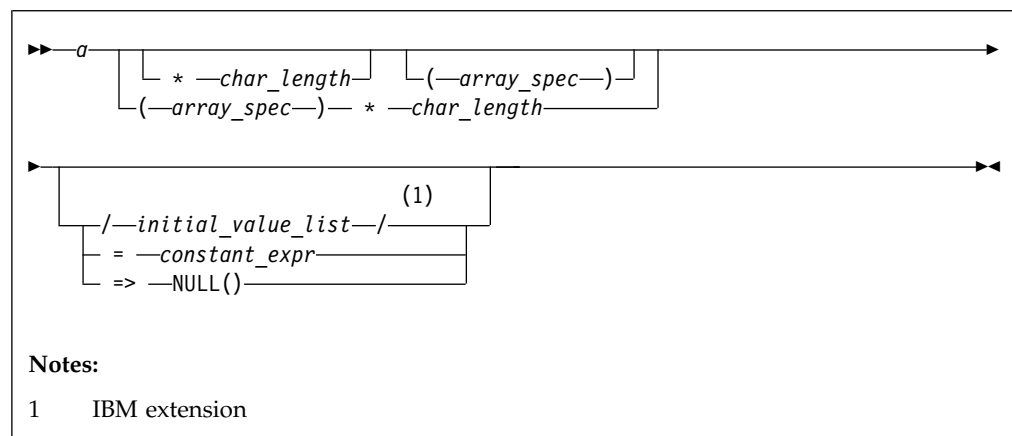 a
* char_length (array_spec)
(array_spec) * char_length
(1)
/initial_value_list/
= constant_expr
=> NULL()
Notes:
1 IBM extension